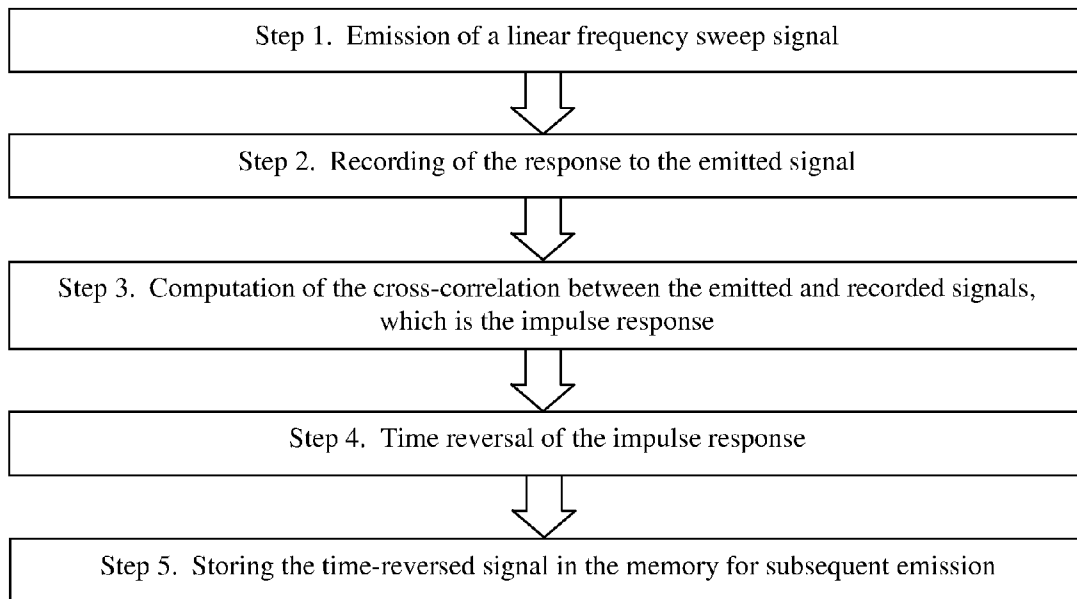 Step 1.  Emission of a linear frequency sweep signal
Step 2.  Recording of the response to the emitted signal
Step 3.  Computation of the cross-correlation between the emitted and recorded signals,
which is the impulse response
Step 4.  Time reversal of the impulse response
Step 5.  Storing the time-reversed signal in the memory for subsequent emission